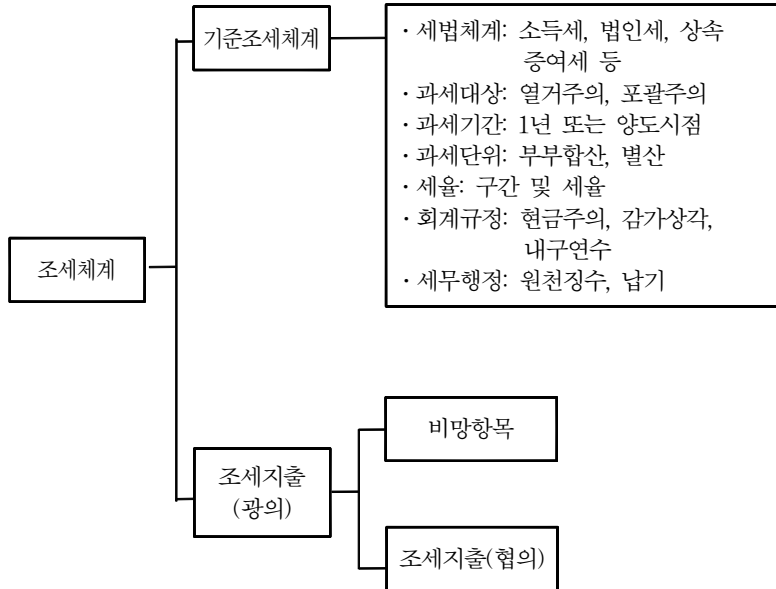 기준조세체계
· 세법체계: 소득세, 법인세, 상속
증여세 등
· 과세대상: 열거주의, 포괄주의
· 과세기간: 1년 또는 양도시점
· 과세단위: 부부합산, 별산
· 세율: 구간 및 세율
· 회계규정: 현금주의, 감가상각,
내구연수
· 세무행정: 원천징수, 납기
조세체계
비망항목
조세지출
(광의)
조세지출(협의)